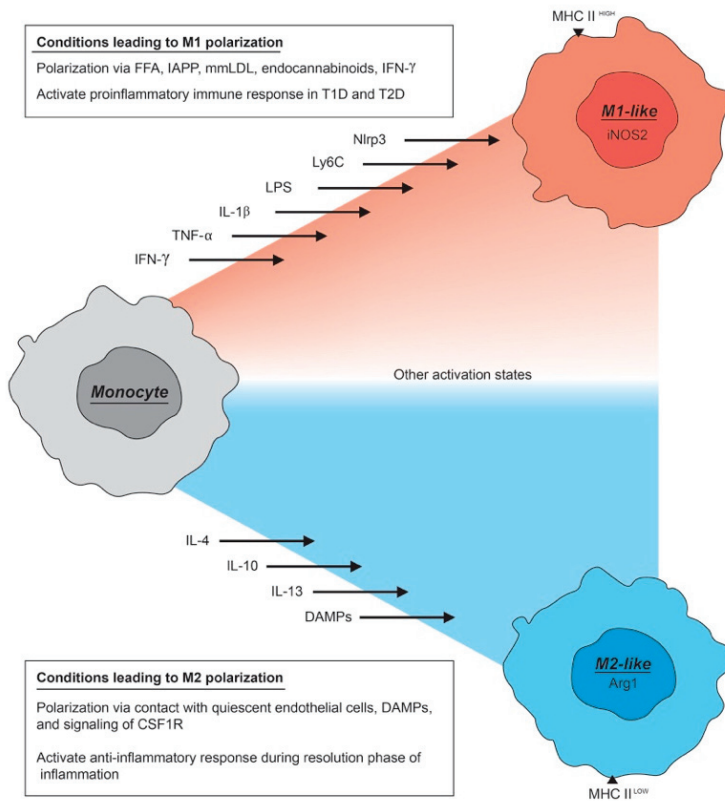 MHC II HIGH
Conditions leading to M1 polarization
Polarization via FFA, IAPP, mmLDL, endocannabinoids, IFN-γ
Activate proinflammatory immune response in T1D and T2D
M1-like
iNOS2
Nlrp3
Ly6C
LPS
IL-1β
TNF-α
IFN-γ
Other activation states
Monocyte
IL-4
IL-10
IL-13
DAMPs
M2-like
Arg1
Conditions leading to M2 polarization
Polarization via contact with quiescent endothelial cells, DAMPs,
and signaling of CSF1R
Activate anti-inflammatory response during resolution phase of
inflammation
MHC II LOW